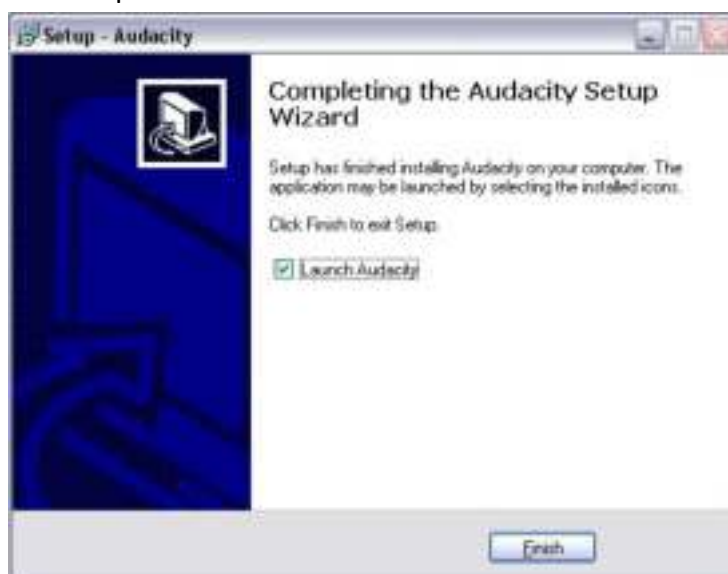 Setup - Audacity
Completing the Audacity Setup
Wizard
Setup has finished installing Audacity on your computer. The
application may be launched by selecting the installed icons.
Click Finish to exit Setup.
Launch Audacity
Finish